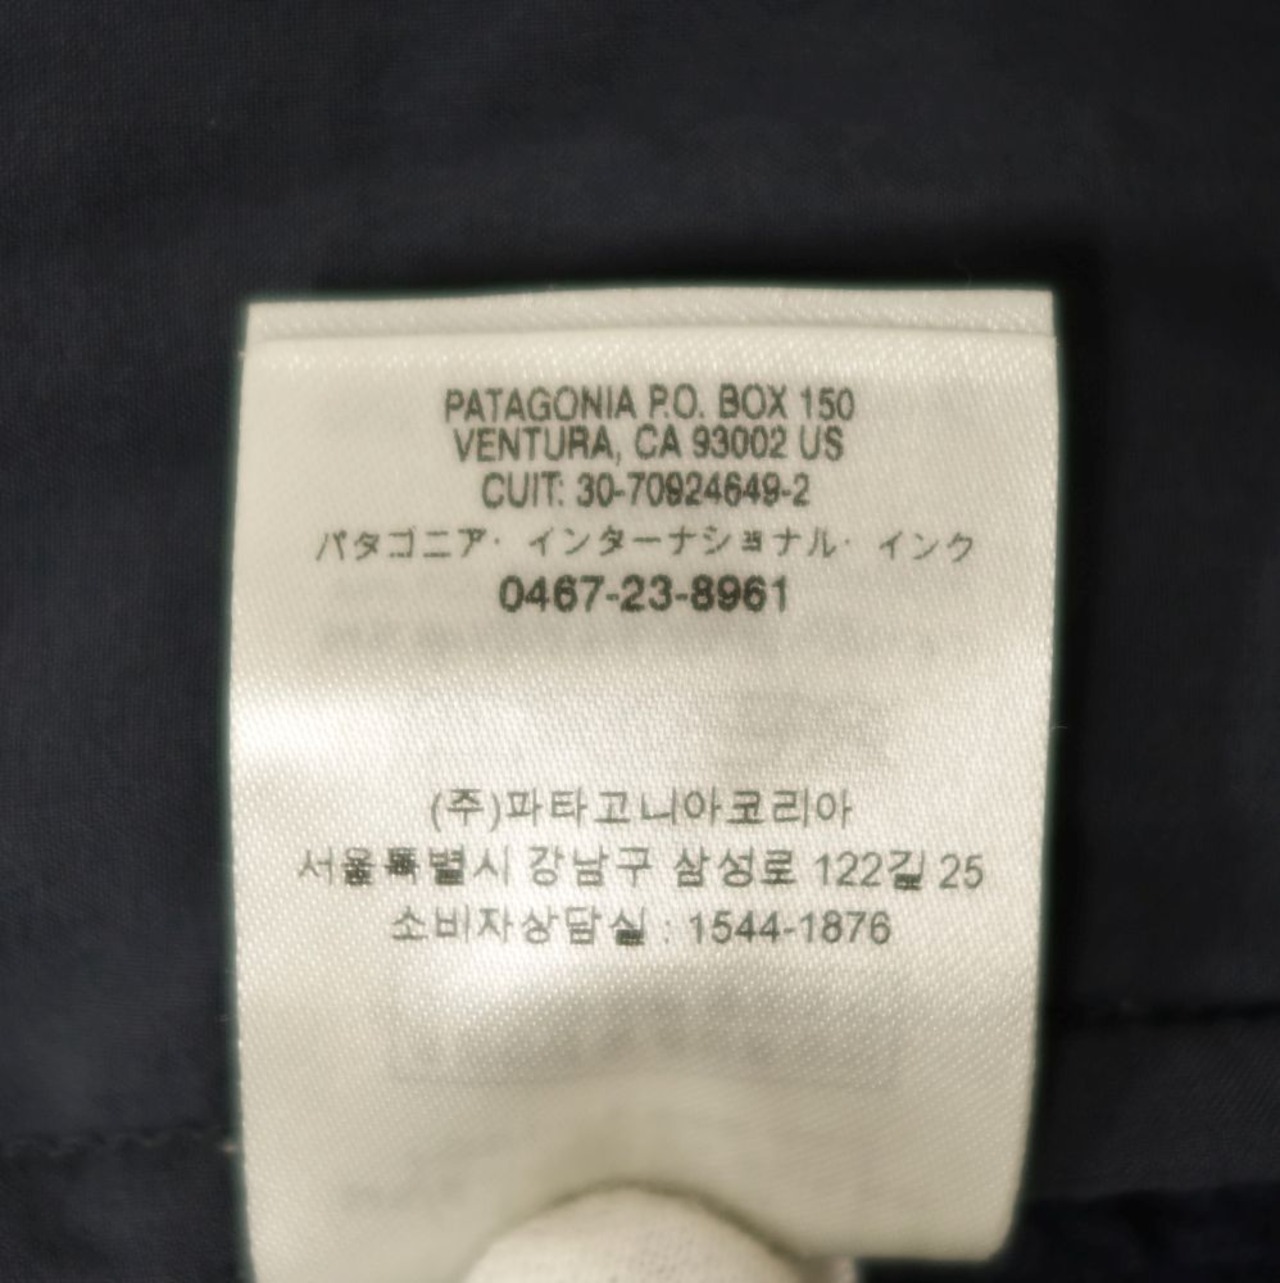 PATAGONIA P.O. BOX 150
VENTURA, CA 93002 US
CUIT: 30-70924649-2
パタゴニア・インターナショナル・インク
0467-23-8961
(주)파타고니아코리아
서울특별시 강남구 삼성로 122길 25
소비자상담실 : 1544-1876